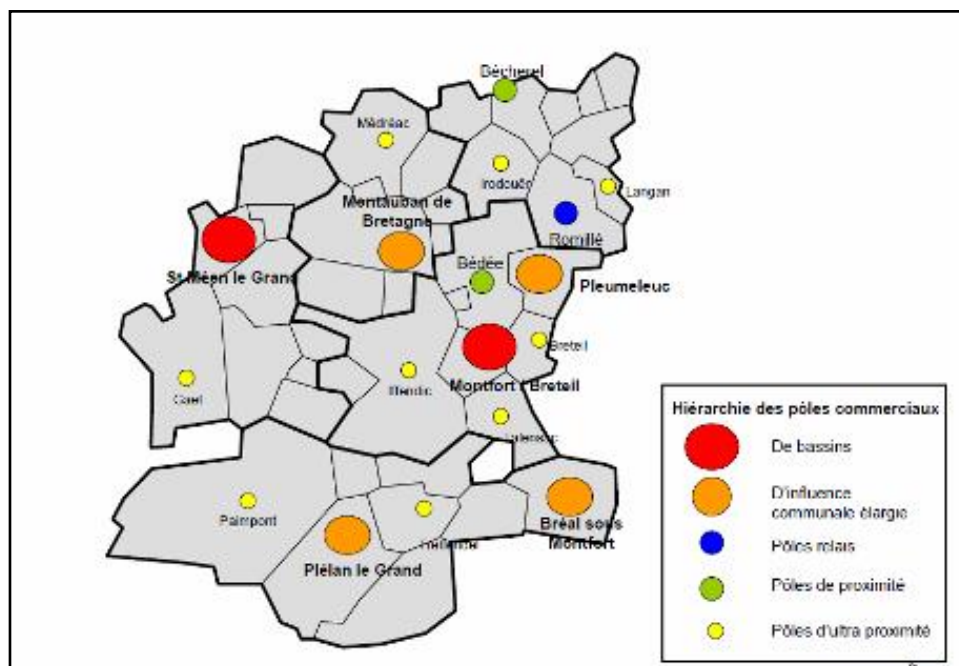 Bécherel
Médréac
Irodouër
Langan
Montauban de
Bretagne
Romillé
St Méen le Grand
Bédée
Pleumeleuc
Breteil
Montfort / Breteil
Iffendic
Gael
Talensac
Paimpont
Bréal sous
Montfort
Plélan le Grand
Hiérarchie des pôles commerciaux
De bassins
D'influence
communale élargie
Pôles relais
Pôles de proximité
Pôles d'ultra proximité